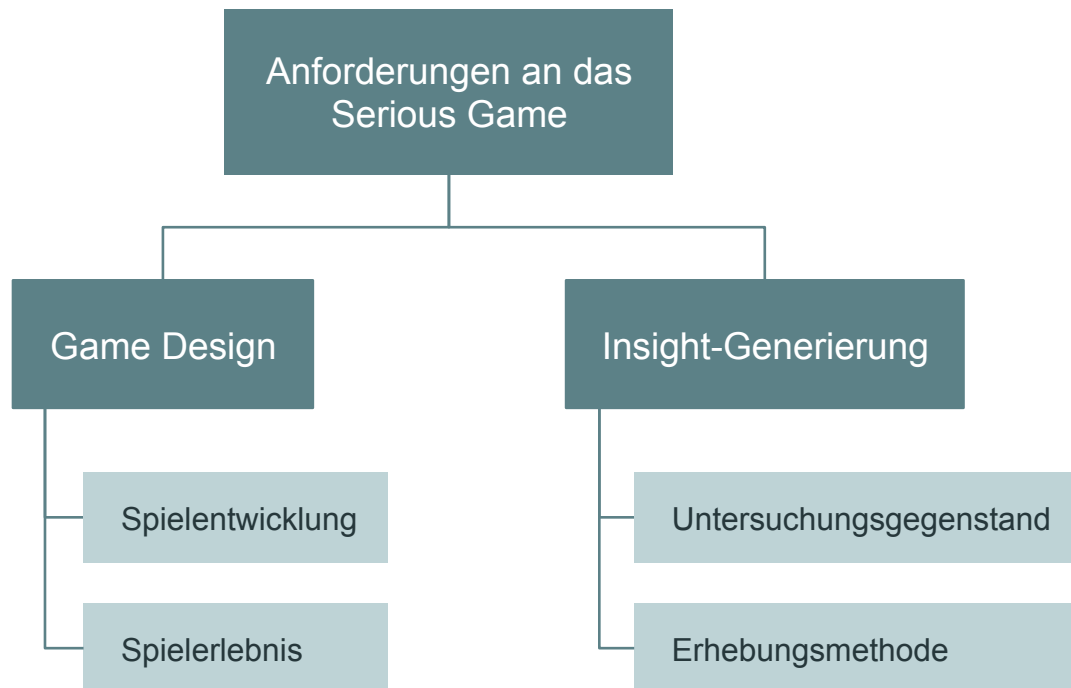 Anforderungen an das
Serious Game
Game Design
Insight-Generierung
Spielentwicklung
Untersuchungsgegenstand
Spielerlebnis
Erhebungsmethode